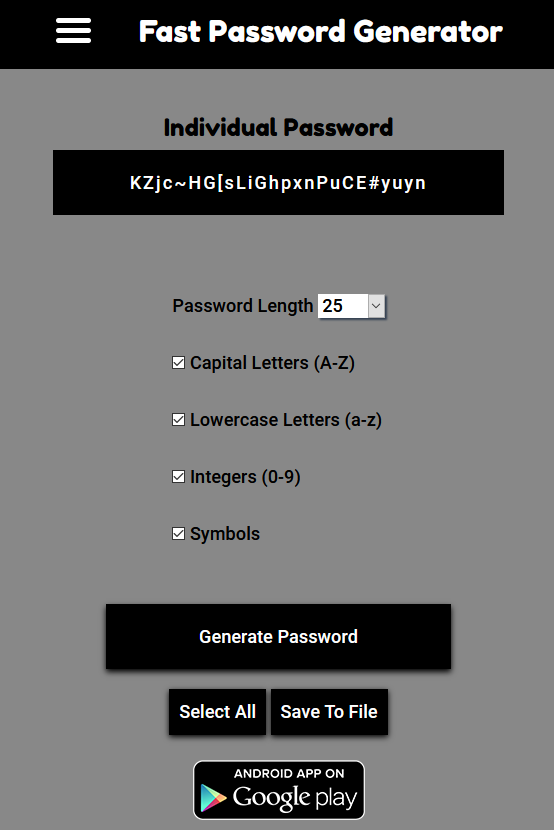 Fast Password Generator
Individual Password
KZjc~HG[sLiGhpxnPuCE#yuyn
Password Length 25
Capital Letters (A-Z)
Lowercase Letters (a-z)
Integers (0-9)
Symbols
Generate Password
Select All Save To File
ANDROID APP ON
Google play